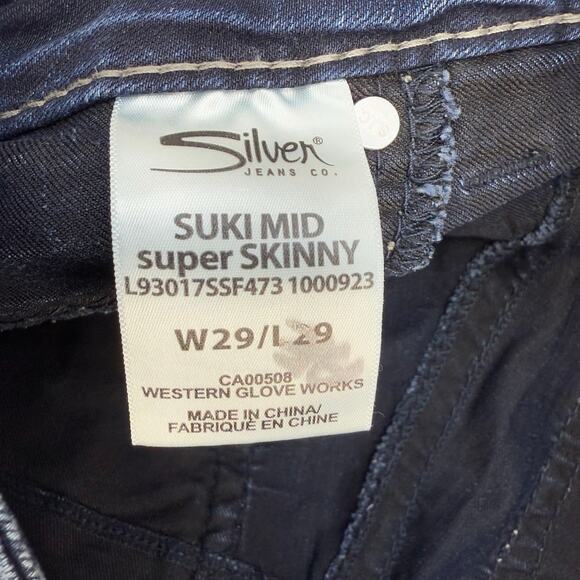 Silver®
JEANS CO.
SUKI MID
super SKINNY
L93017SSF473 1000923
W29/L29
CA00508
WESTERN GLOVE WORKS
MADE IN CHINA/
FABRIQUÉ EN CHINE
SJC